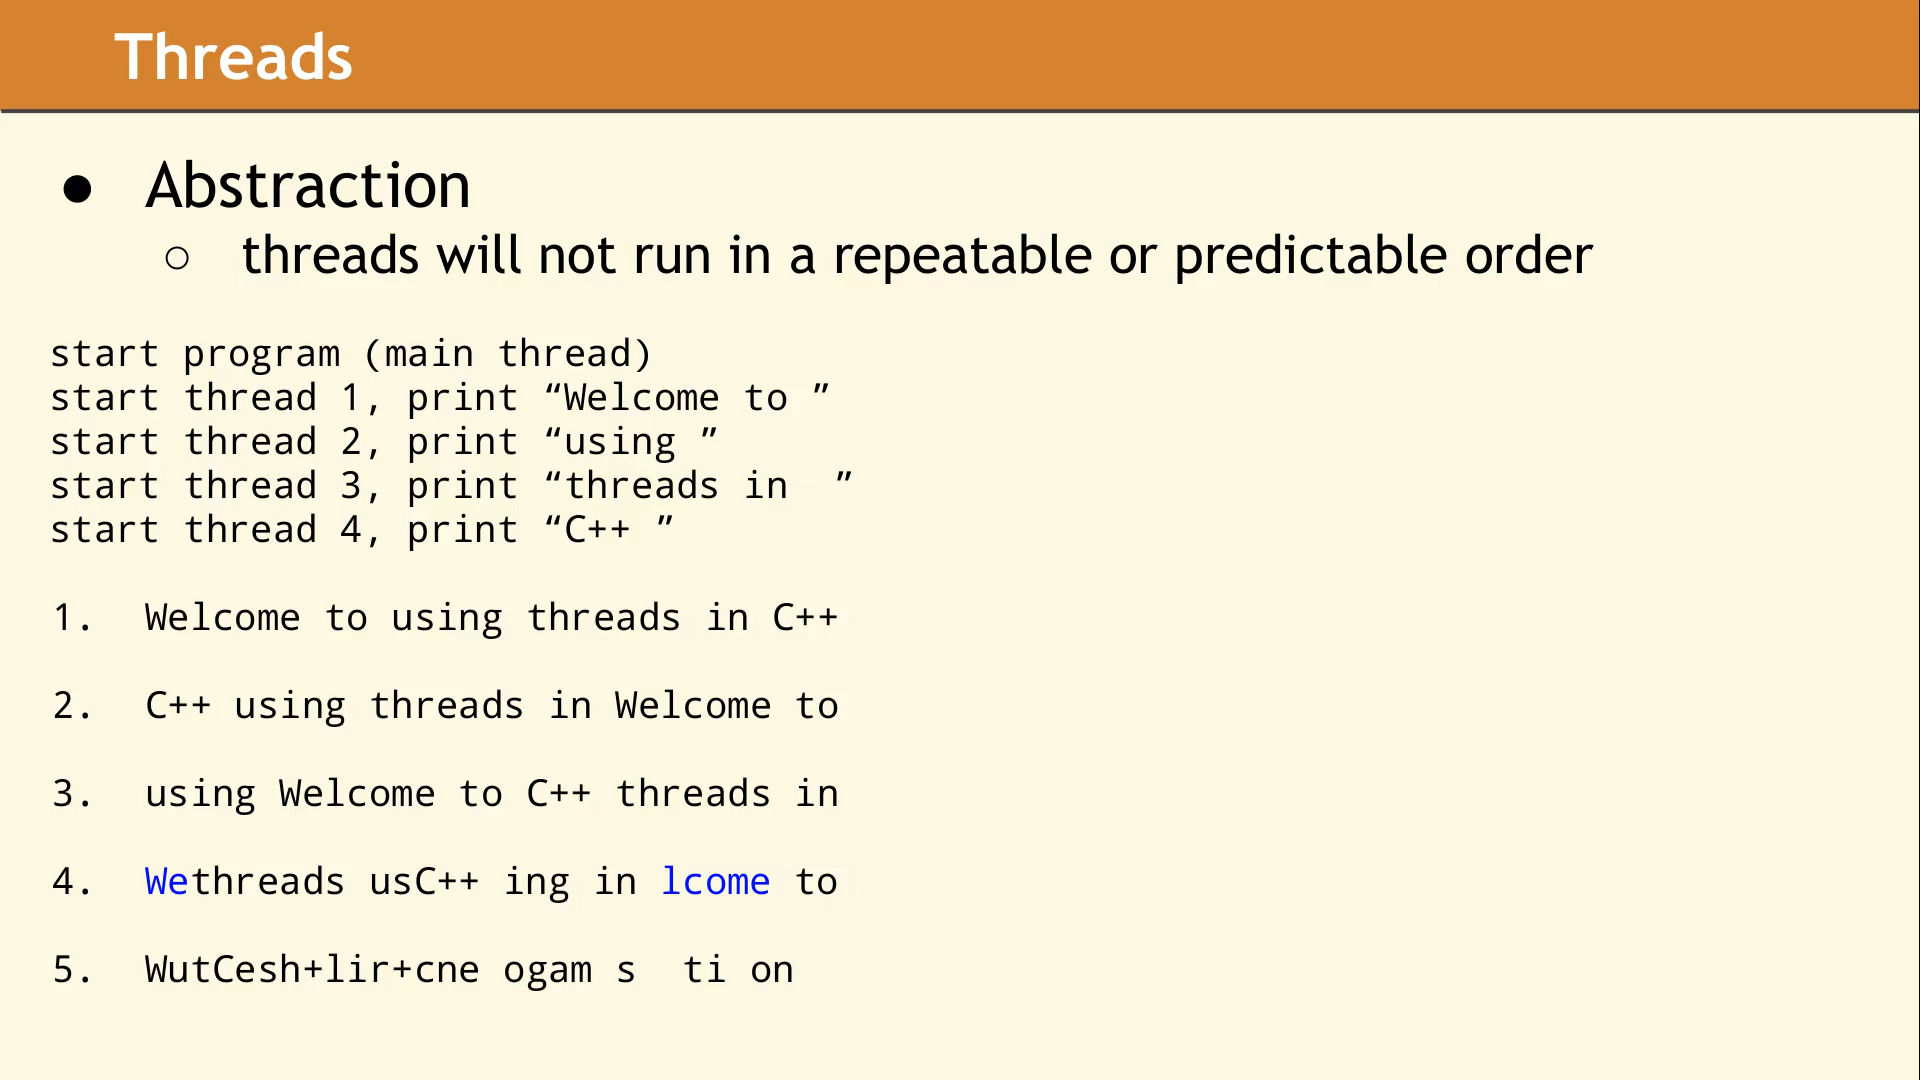 Threads
● Abstraction
○ threads will not run in a repeatable or predictable order
start program (main thread)
start thread 1, print “Welcome to ”
start thread 2, print “using ”
start thread 3, print “threads in  ”
start thread 4, print “C++ ”
1. Welcome to using threads in C++
2. C++ using threads in Welcome to
3. using Welcome to C++ threads in
4. Wethreads usC++ ing in lcome to
5. WutCesh+lir+cne ogam s  ti on